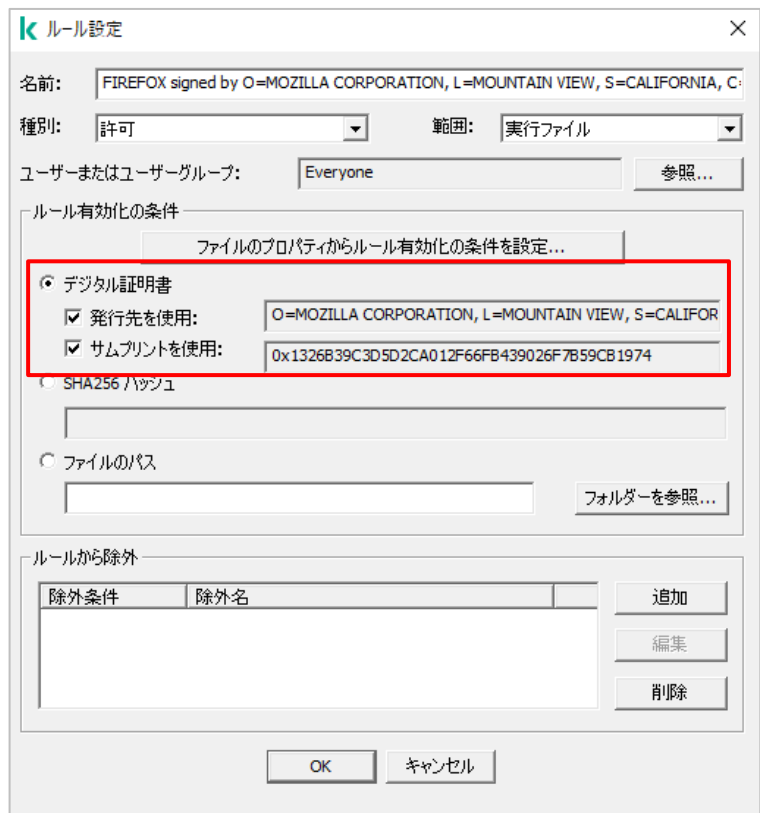 ルール設定
名前: FIREFOX signed by O=MOZILLA CORPORATION, L=MOUNTAIN VIEW, S=CALIFORNIA, C=
種別: 許可 範囲: 実行ファイル
ユーザーまたはユーザーグループ: Everyone 参照...
ルール有効化の条件
ファイルのプロパティからルール有効化の条件を設定...
デジタル証明書
発行先を使用: O=MOZILLA CORPORATION, L=MOUNTAIN VIEW, S=CALIFOR
サムプリントを使用: 0x1326B39C3D5D2CA012F66FB439026F7B59CB1974
SHA256 ハッシュ
ファイルのパス
フォルダーを参照...
ルールから除外
除外条件 除外名
追加
編集
削除
OK キャンセル